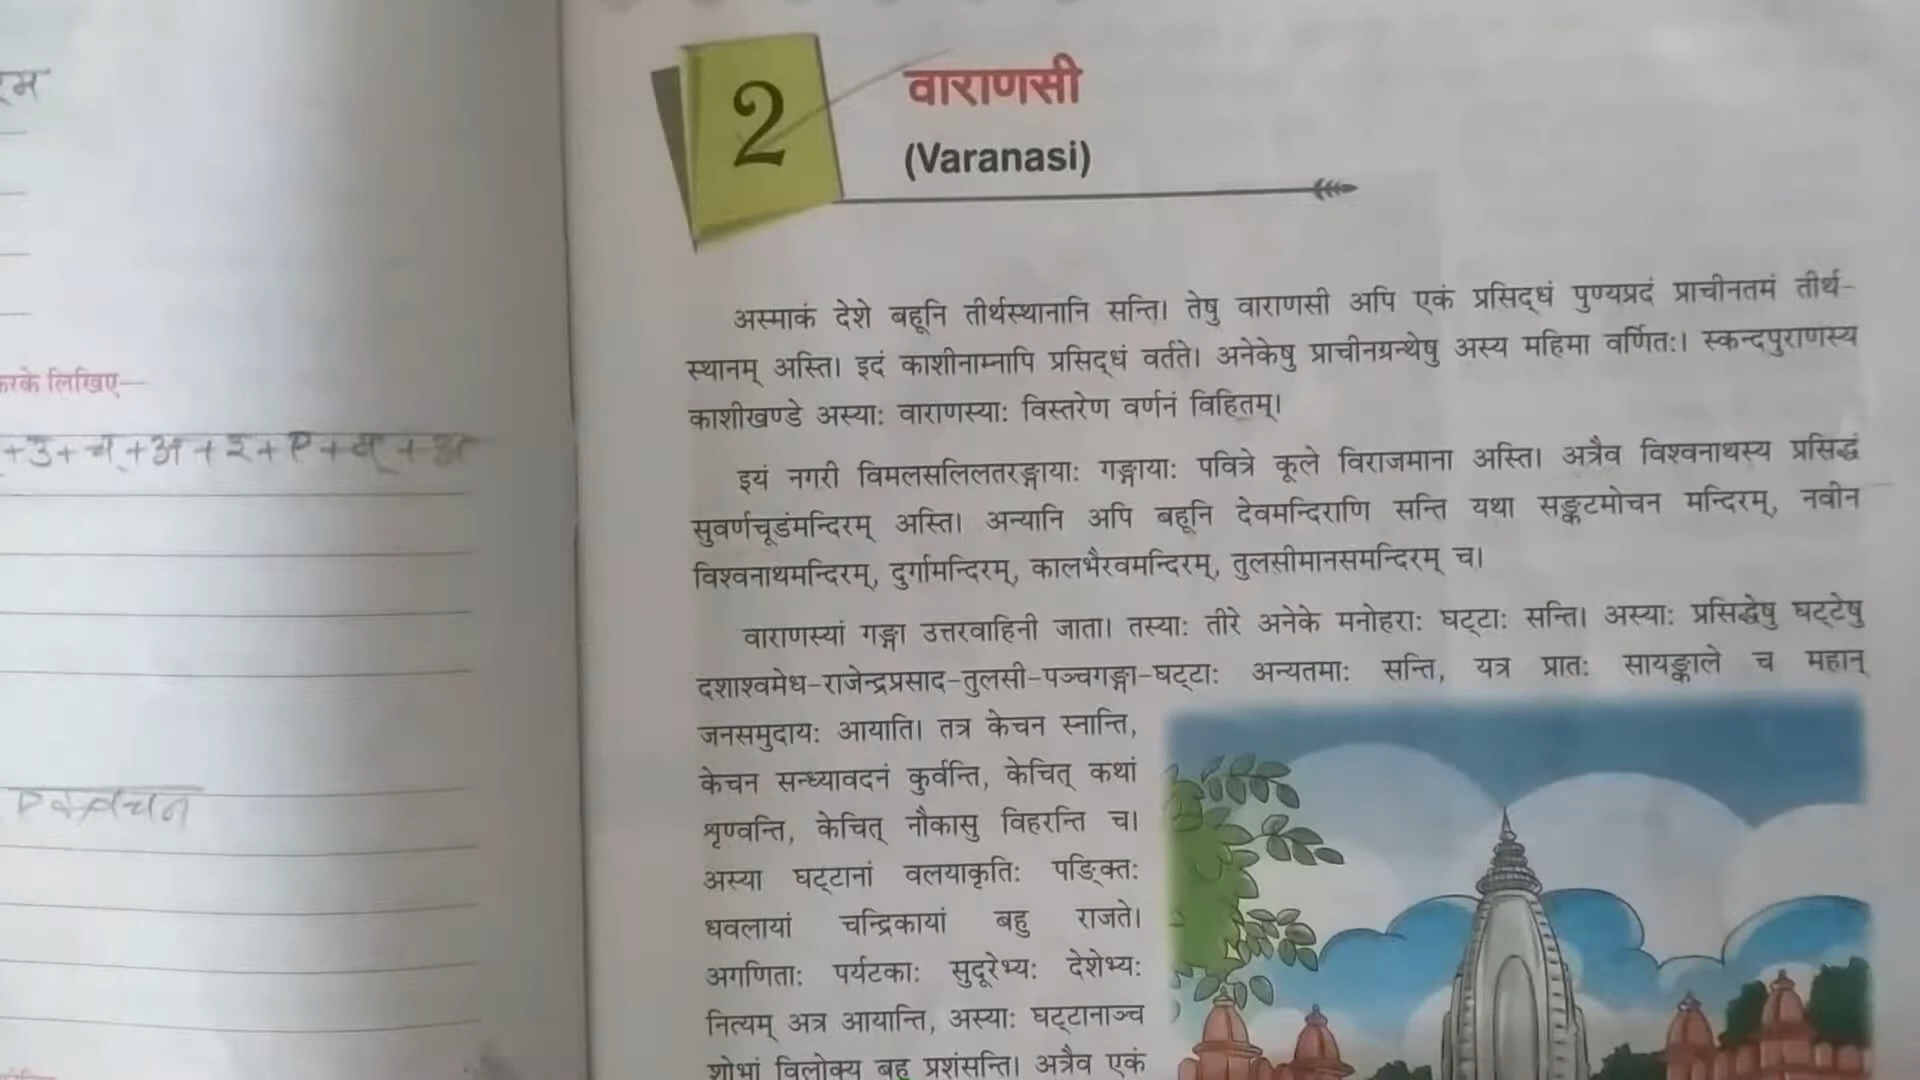 करके लिखिए—
+अ+
2
वाराणसी
(Varanasi)
अस्माकं देशे बहूनि तीर्थस्थानानि सन्ति। तेषु वाराणसी अपि एकं प्रसिद्धं पुण्यप्रदं प्राचीनतमं तीर्थ-
स्थानम् अस्ति। इदं काशीनाम्नापि प्रसिद्धं वर्तते। अनेकेषु प्राचीनग्रन्थेषु अस्य महिमा वर्णितः। स्कन्दपुराणस्य
काशीखण्डे अस्याः वाराणस्याः विस्तरेण वर्णनं विहितम्।
इयं नगरी विमलसलिलतरङ्गायाः गङ्गायाः पवित्रे कूले विराजमाना अस्ति। अत्रैव विश्वनाथस्य प्रसिद्धं
सुवर्णचूडंमन्दिरम् अस्ति। अन्यानि अपि बहूनि देवमन्दिराणि सन्ति यथा सङ्कटमोचन मन्दिरम्, नवीन
विश्वनाथमन्दिरम्, दुर्गामन्दिरम्, कालभैरवमन्दिरम्, तुलसीमानसमन्दिरम् च।
वाराणस्यां गङ्गा उत्तरवाहिनी जाता। तस्याः तीरे अनेके मनोहराः घट्टाः सन्ति। अस्याः प्रसिद्धेषु घट्टेषु
दशाश्वमेध-राजेन्द्रप्रसाद-तुलसी-पञ्चगङ्गा-घट्टाः अन्यतमाः सन्ति, यत्र प्रातः सायङ्काले च महान्
जनसमुदायः आयाति। तत्र केचन स्नान्ति,
केचन सन्ध्यावदनं कुर्वन्ति, केचित् कथां
शृण्वन्ति, केचित् नौकासु विहरन्ति च।
अस्या घट्टानां वलयाकृतिः पङ्क्तिः
धवलायां चन्द्रिकायां बहु राजते।
अगणिताः पर्यटकाः सुदूरेभ्यः देशेभ्यः
नित्यम् अत्र आयान्ति, अस्याः घट्टानाञ्च
शोभां विलोक्य बहु प्रशंसन्ति। अत्रैव एकं